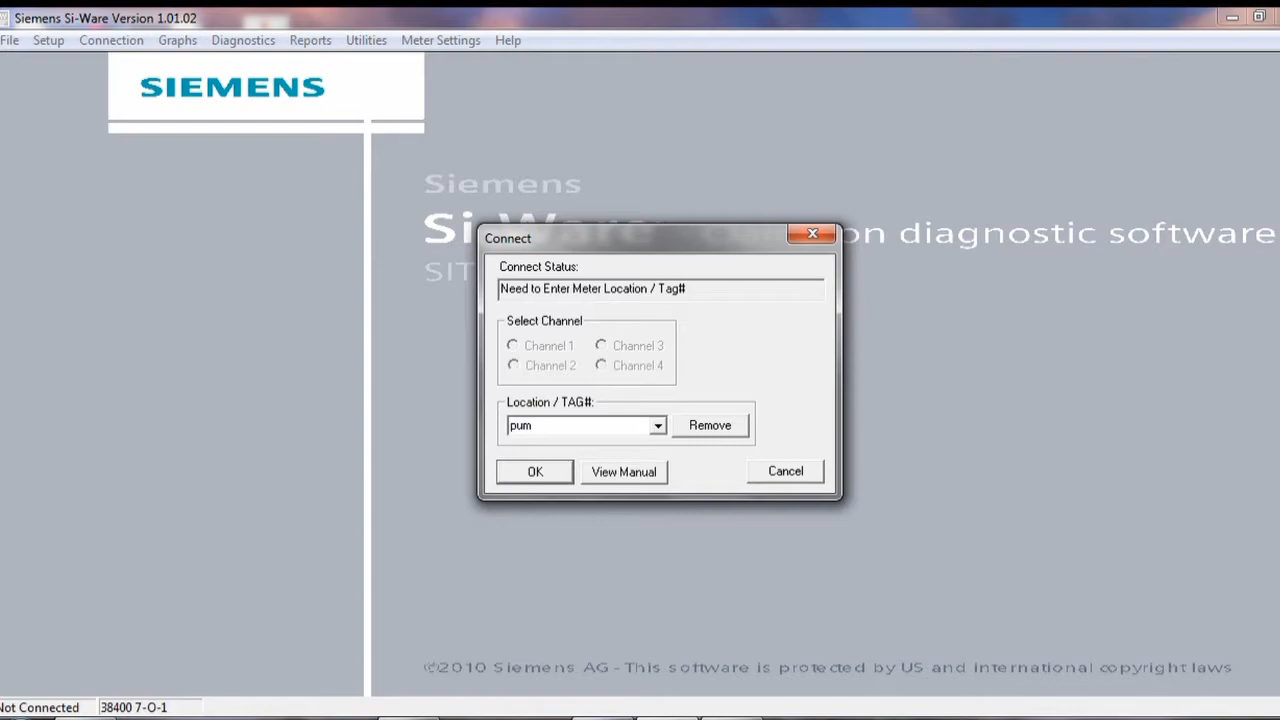 Siemens Si-Ware Version 1.01.02
File Setup Connection Graphs Diagnostics Reports Utilities Meter Settings Help
SIEMENS
Siemens
Si-Ware
on diagnostic software
SIT
Connect
Connect Status:
Need to Enter Meter Location / Tag#
Select Channel
Channel 1 Channel 3
Channel 2 Channel 4
Location / TAG#:
pum Remove
OK View Manual Cancel
©2010 Siemens AG - This software is protected by US and international copyright laws
Not Connected 38400 7-O-1